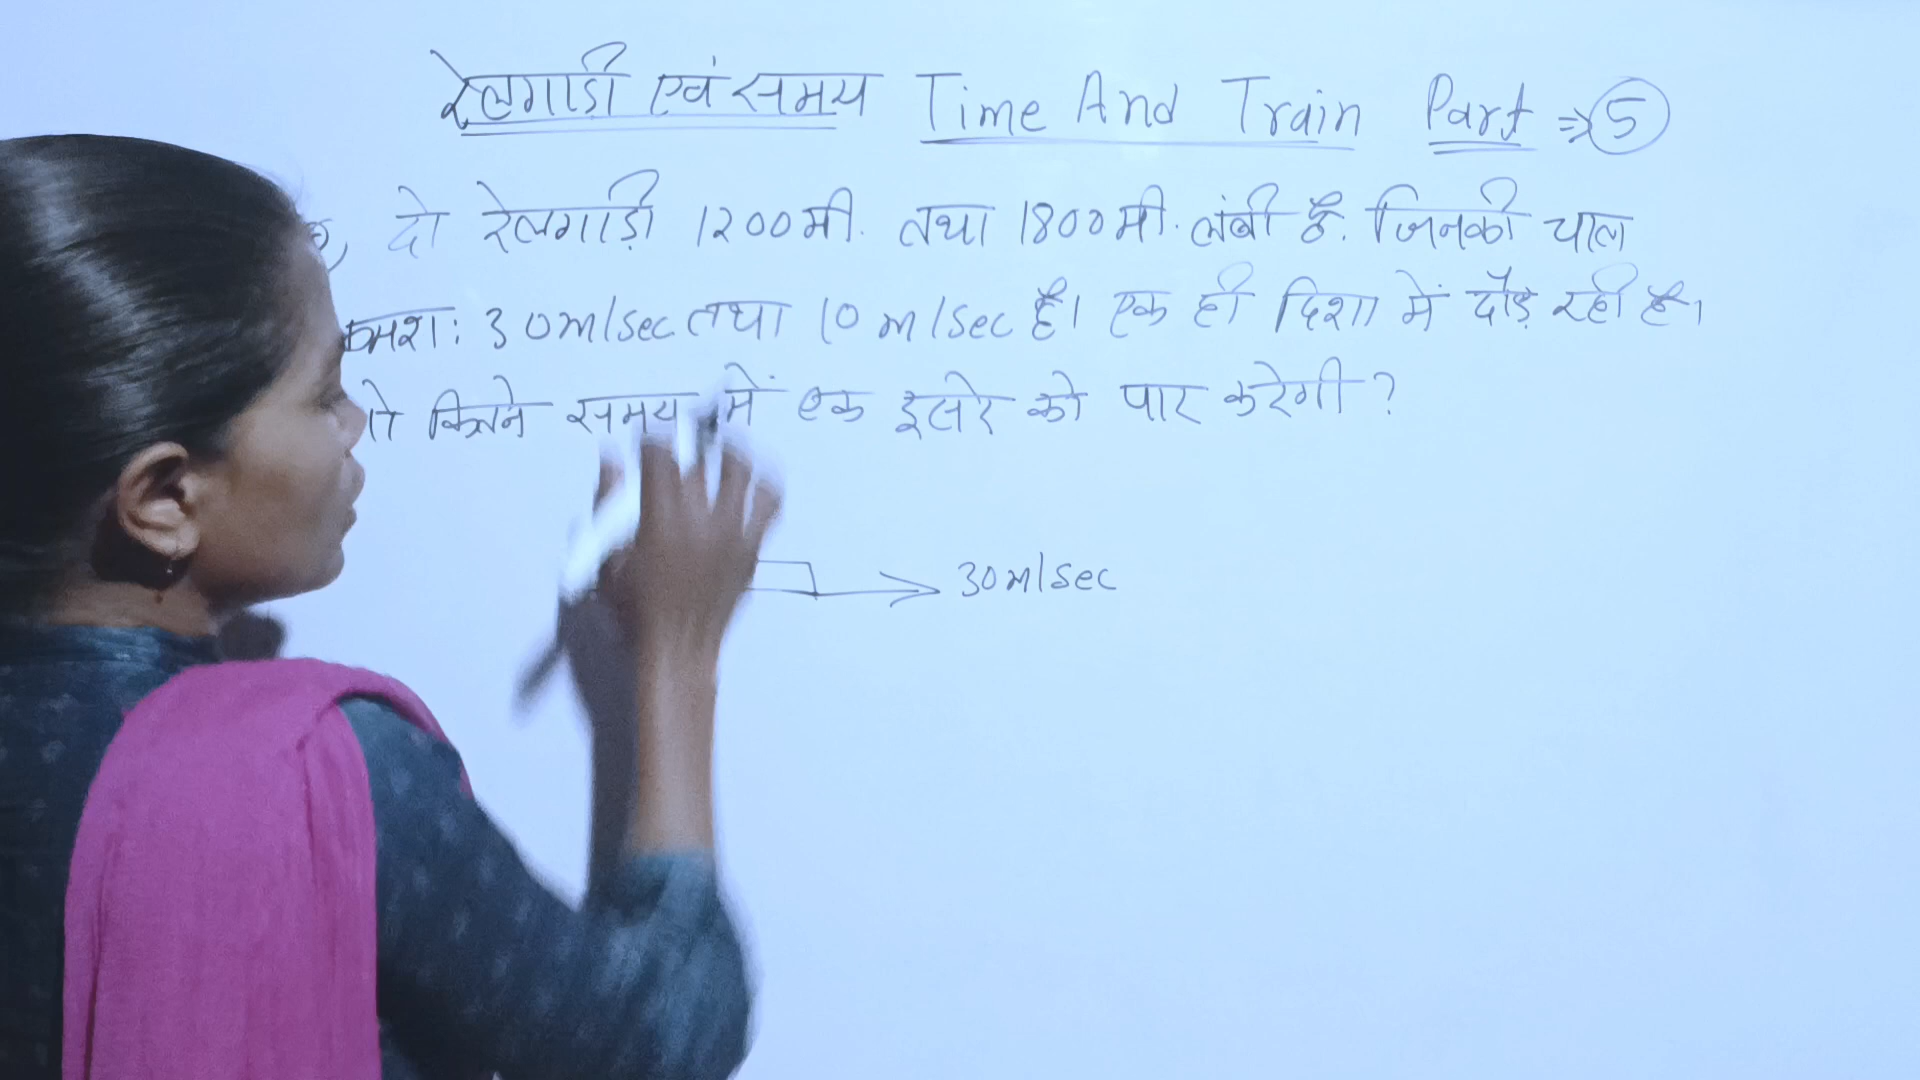 रेलगाडी एवं समय Time And Train Part ⇒ 5
दो रेलगाड़ी 1200मी. तथा 1800मी. लंबी है. जिनकी चाल
क्रमश: 30m/sec तथा 10m/sec है। एक ही दिशा में दौड़ रही है।
तो कितने समय में एक दूसरे को पार करेगी?
30m/sec